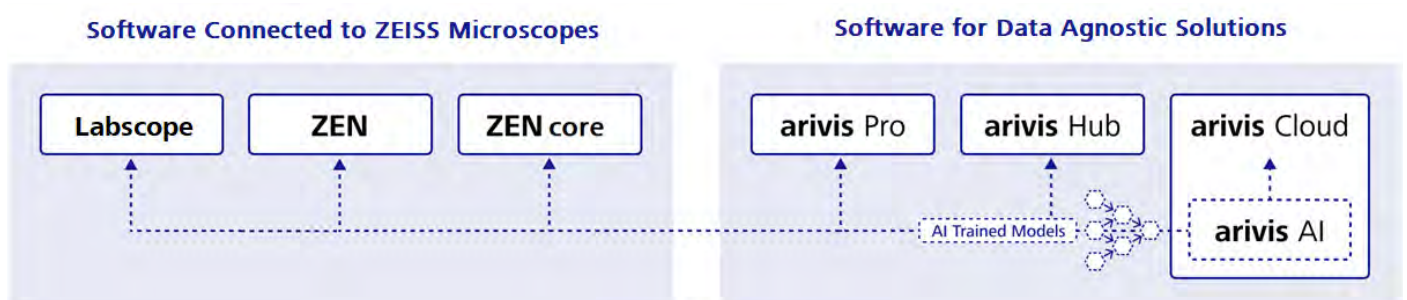 Software Connected to ZEISS Microscopes
Software for Data Agnostic Solutions
Labscope
ZEN
ZEN core
arivis Pro
arivis Hub
arivis Cloud
AI Trained Models
arivis AI